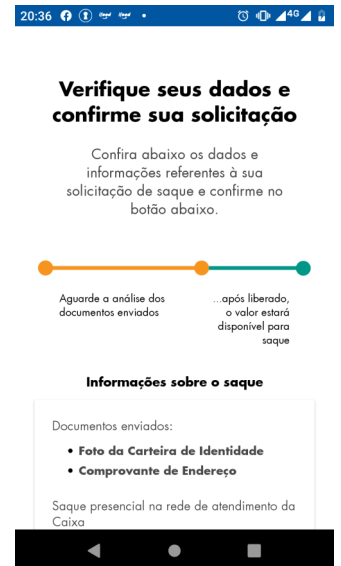 20:36
4G
Verifique seus dados e
confirme sua solicitação
Confira abaixo os dados e
informações referentes à sua
solicitação de saque e confirme no
botão abaixo.
Aguarde a análise dos
documentos enviados
...após liberado,
o valor estará
disponível para
saque
Informações sobre o saque
Documentos enviados:
• Foto da Carteira de Identidade
• Comprovante de Endereço
Saque presencial na rede de atendimento da
Caixa